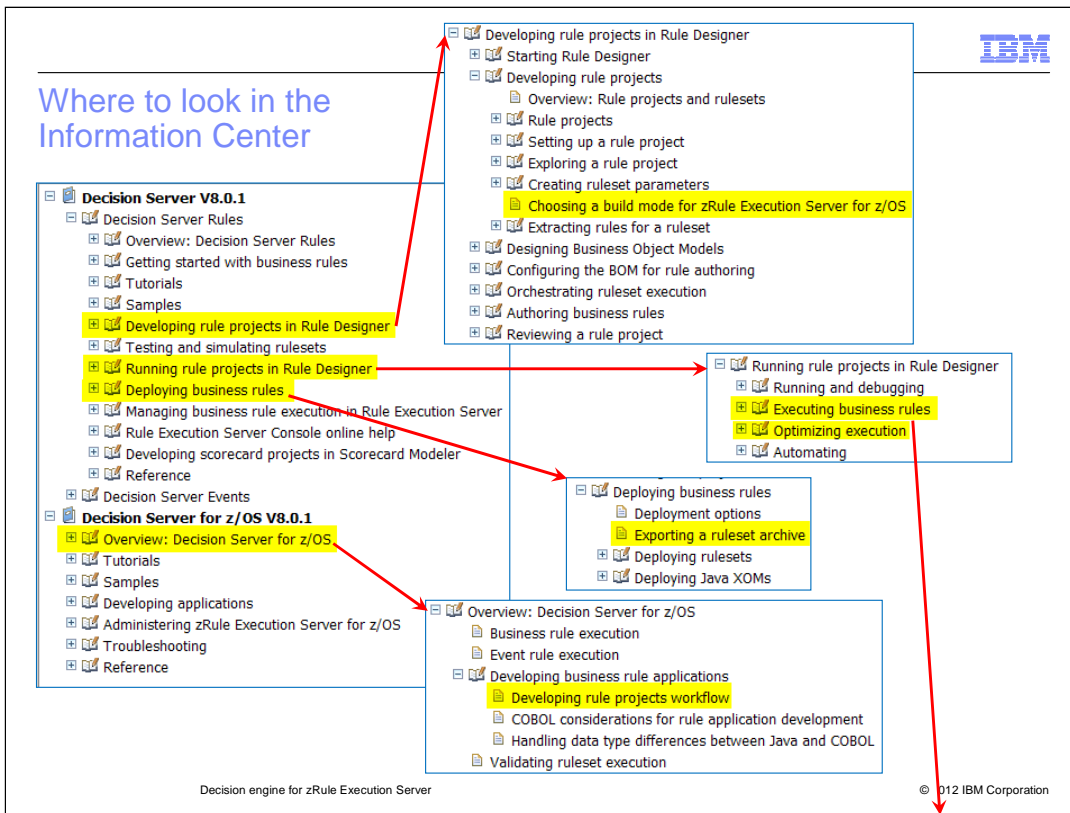 IBM
Where to look in the
Information Center
Decision Server V8.0.1
Decision Server Rules
Overview: Decision Server Rules
Getting started with business rules
Tutorials
Samples
Developing rule projects in Rule Designer
Testing and simulating rulesets
Running rule projects in Rule Designer
Deploying business rules
Managing business rule execution in Rule Execution Server
Rule Execution Server Console online help
Developing scorecard projects in Scorecard Modeler
Reference
Decision Server Events
Decision Server for z/OS V8.0.1
Overview: Decision Server for z/OS
Tutorials
Samples
Developing applications
Administering zRule Execution Server for z/OS
Troubleshooting
Reference
Developing rule projects in Rule Designer
Starting Rule Designer
Developing rule projects
Overview: Rule projects and rulesets
Rule projects
Setting up a rule project
Exploring a rule project
Creating ruleset parameters
Choosing a build mode for zRule Execution Server for z/OS
Extracting rules for a ruleset
Designing Business Object Models
Configuring the BOM for rule authoring
Orchestrating ruleset execution
Authoring business rules
Reviewing a rule project
Running rule projects in Rule Designer
Running and debugging
Executing business rules
Optimizing execution
Automating
Deploying business rules
Deployment options
Exporting a ruleset archive
Deploying rulesets
Deploying Java XOMs
Overview: Decision Server for z/OS
Business rule execution
Event rule execution
Developing business rule applications
Developing rule projects workflow
COBOL considerations for rule application development
Handling data type differences between Java and COBOL
Validating ruleset execution
Decision engine for zRule Execution Server
© 012 IBM Corporation